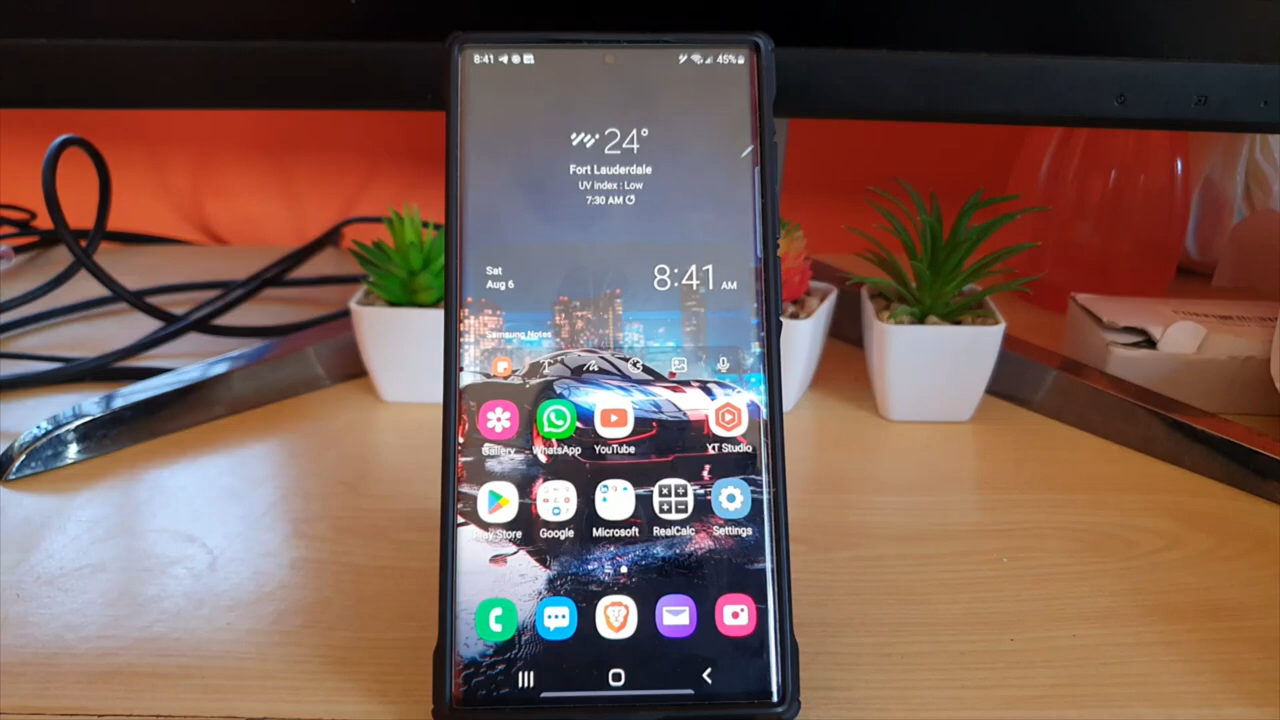 8:41
45%
24°
Fort Lauderdale
UV index : Low
7:30 AM
Sat
Aug 6
8:41 AM
Samsung Notes
Gallery
WhatsApp
YouTube
YT Studio
Play Store
Google
Microsoft
RealCalc
Settings